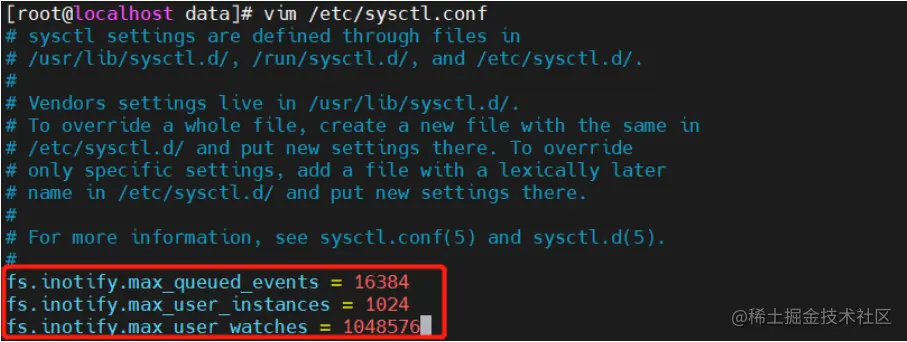 [root@localhost data]# vim /etc/sysctl.conf
# sysctl settings are defined through files in
# /usr/lib/sysctl.d/, /run/sysctl.d/, and /etc/sysctl.d/.
#
# Vendors settings live in /usr/lib/sysctl.d/.
# To override a whole file, create a new file with the same in
# /etc/sysctl.d/ and put new settings there. To override
# only specific settings, add a file with a lexically later
# name in /etc/sysctl.d/ and put new settings there.
#
# For more information, see sysctl.conf(5) and sysctl.d(5).
#
fs.inotify.max_queued_events = 16384
fs.inotify.max_user_instances = 1024
fs.inotify.max_user_watches = 1048576
@稀土掘金技术社区